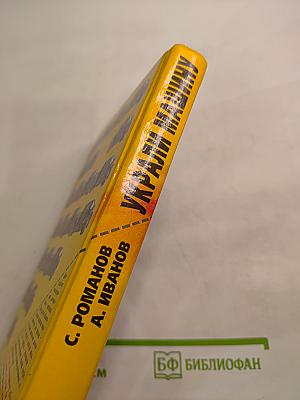 С. РОМАНОВ
А. ИВАНОВ
УКРАЛИ МАШИНУ
БФ БИБЛИОФАН